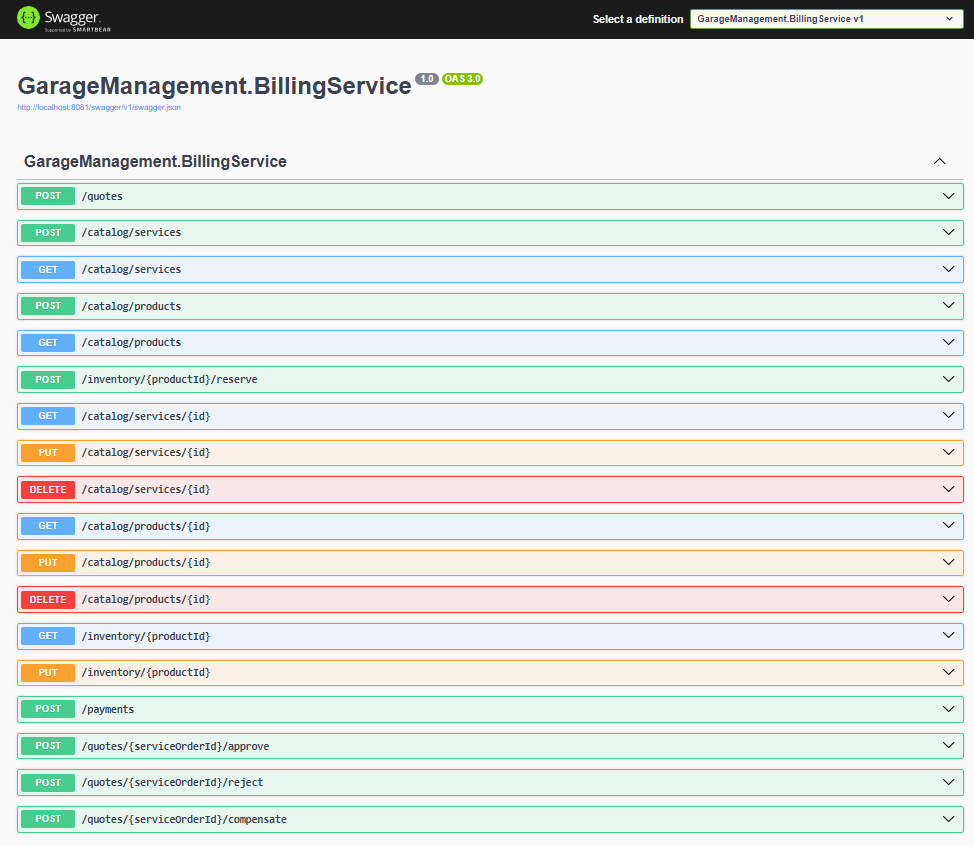 Swagger.
Supported by SMARTBEAR
Select a definition
GarageManagement.BillingService v1
GarageManagement.BillingService 1.0 OAS 3.0
http://localhost:8081/swagger/v1/swagger.json
GarageManagement.BillingService
POST /quotes
POST /catalog/services
GET /catalog/services
POST /catalog/products
GET /catalog/products
POST /inventory/{productId}/reserve
GET /catalog/services/{id}
PUT /catalog/services/{id}
DELETE /catalog/services/{id}
GET /catalog/products/{id}
PUT /catalog/products/{id}
DELETE /catalog/products/{id}
GET /inventory/{productId}
PUT /inventory/{productId}
POST /payments
POST /quotes/{serviceOrderId}/approve
POST /quotes/{serviceOrderId}/reject
POST /quotes/{serviceOrderId}/compensate